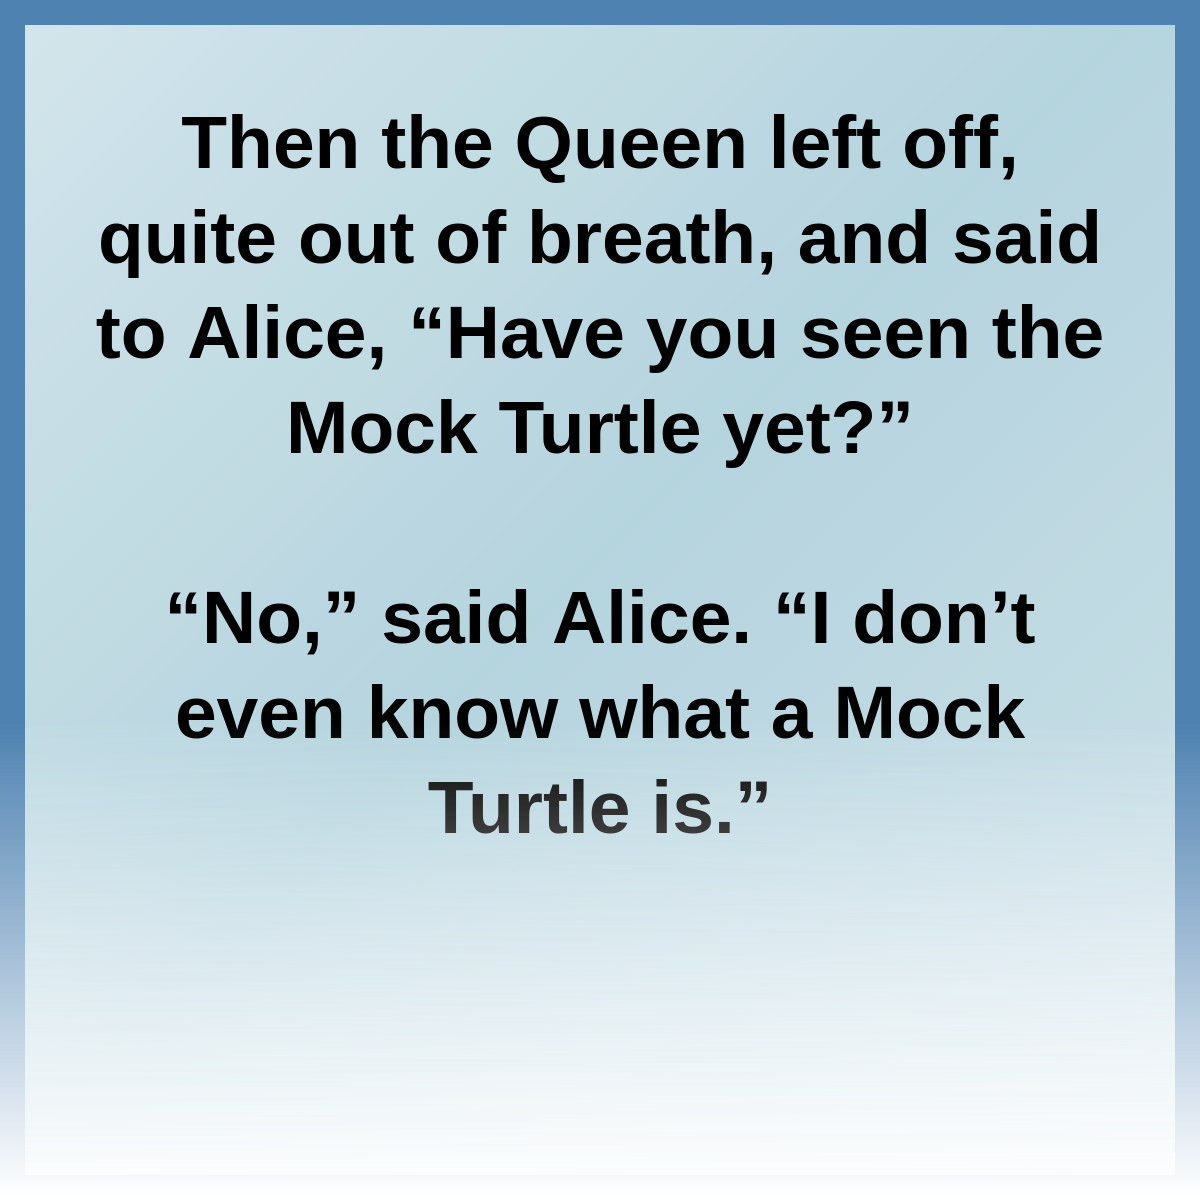 Then the Queen left off,
quite out of breath, and said
to Alice, “Have you seen the
Mock Turtle yet?”
“No,” said Alice. “I don’t
even know what a Mock
Turtle is.”